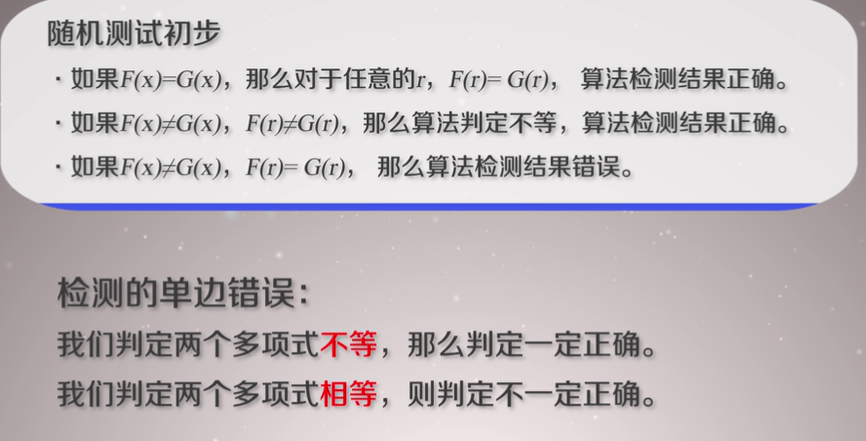 随机测试初步
· 如果F(x)=G(x)，那么对于任意的r，F(r)= G(r)， 算法检测结果正确。
· 如果F(x)≠G(x)，F(r)≠G(r)，那么算法判定不等，算法检测结果正确。
· 如果F(x)≠G(x)，F(r)= G(r)， 那么算法检测结果错误。
检测的单边错误：
我们判定两个多项式不等，那么判定一定正确。
我们判定两个多项式相等，则判定不一定正确。